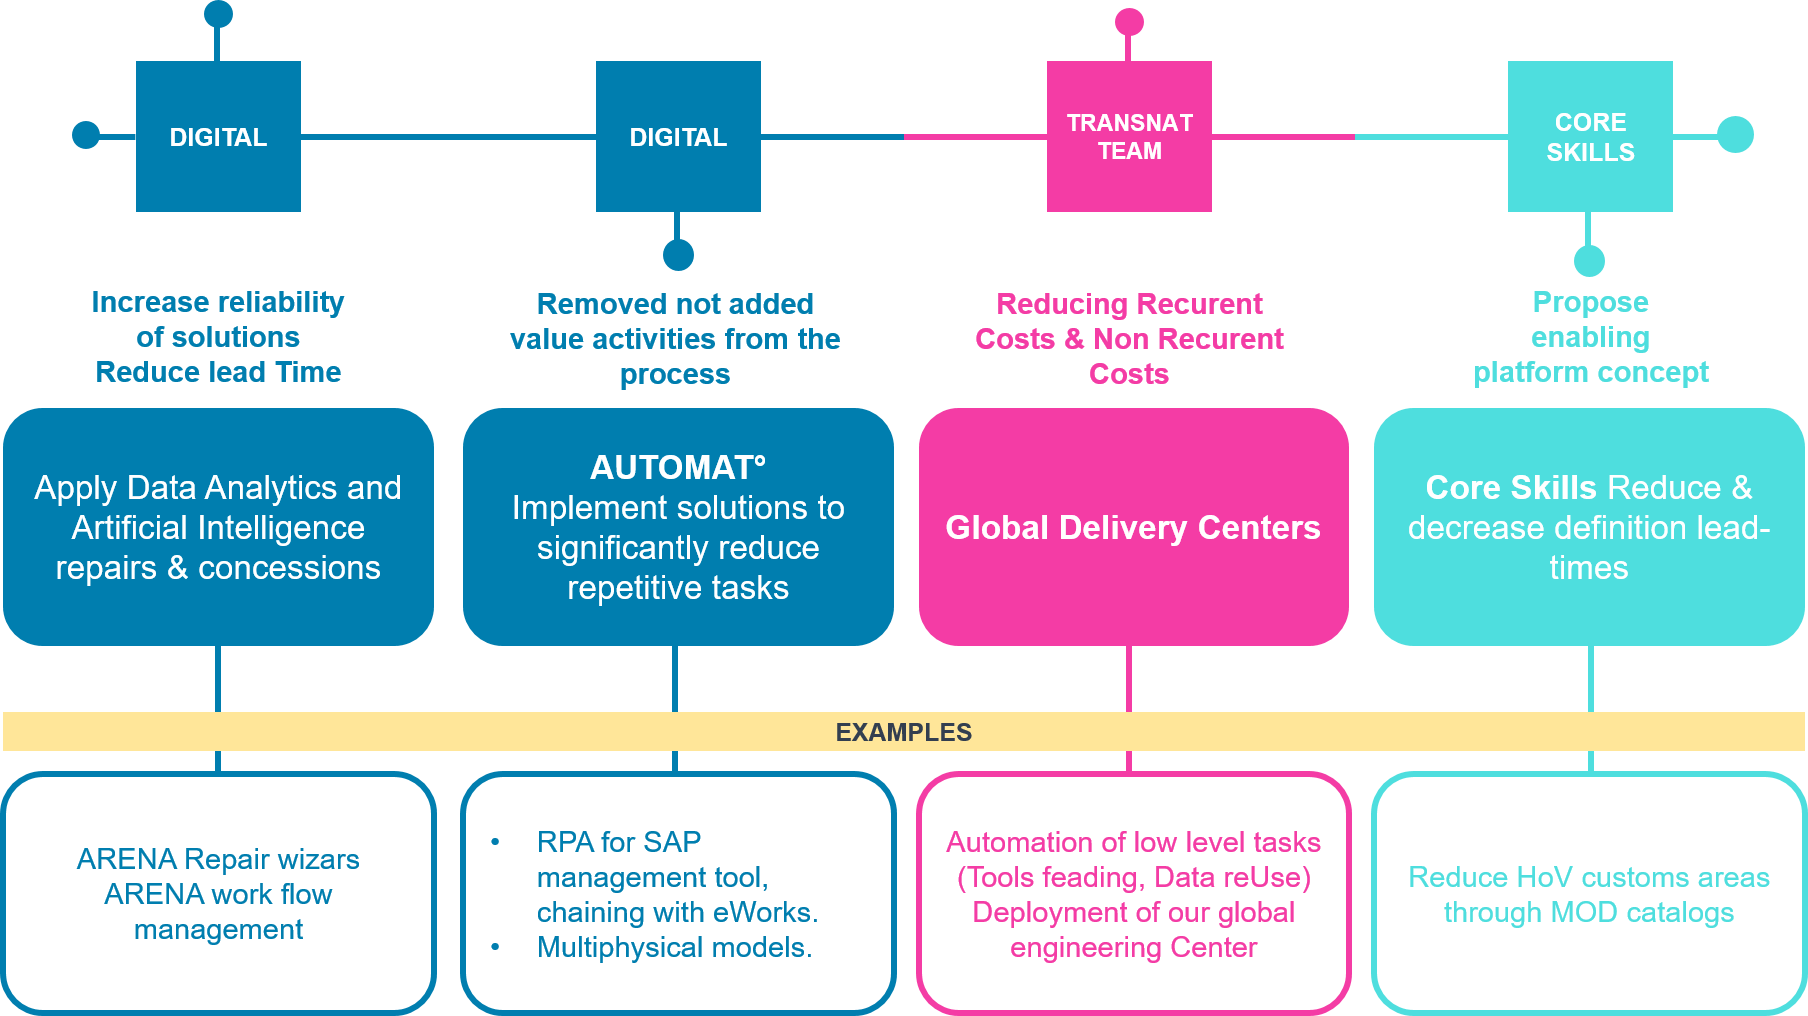 DIGITAL
DIGITAL
TRANSNAT
TEAM
CORE
SKILLS
Increase reliability
of solutions
Reduce lead Time
Removed not added
value activities from the
process
Reducing Recurent
Costs & Non Recurent
Costs
Propose
enabling
platform concept
Apply Data Analytics and
Artificial Intelligence
repairs & concessions
AUTOMAT°
Implement solutions to
significantly reduce
repetitive tasks
Global Delivery Centers
Core Skills Reduce &
decrease definition lead-
times
EXAMPLES
ARENA Repair wizars
ARENA work flow
management
• RPA for SAP
management tool,
chaining with eWorks.
• Multiphysical models.
Automation of low level tasks
(Tools feading, Data reUse)
Deployment of our global
engineering Center
Reduce HoV customs areas
through MOD catalogs